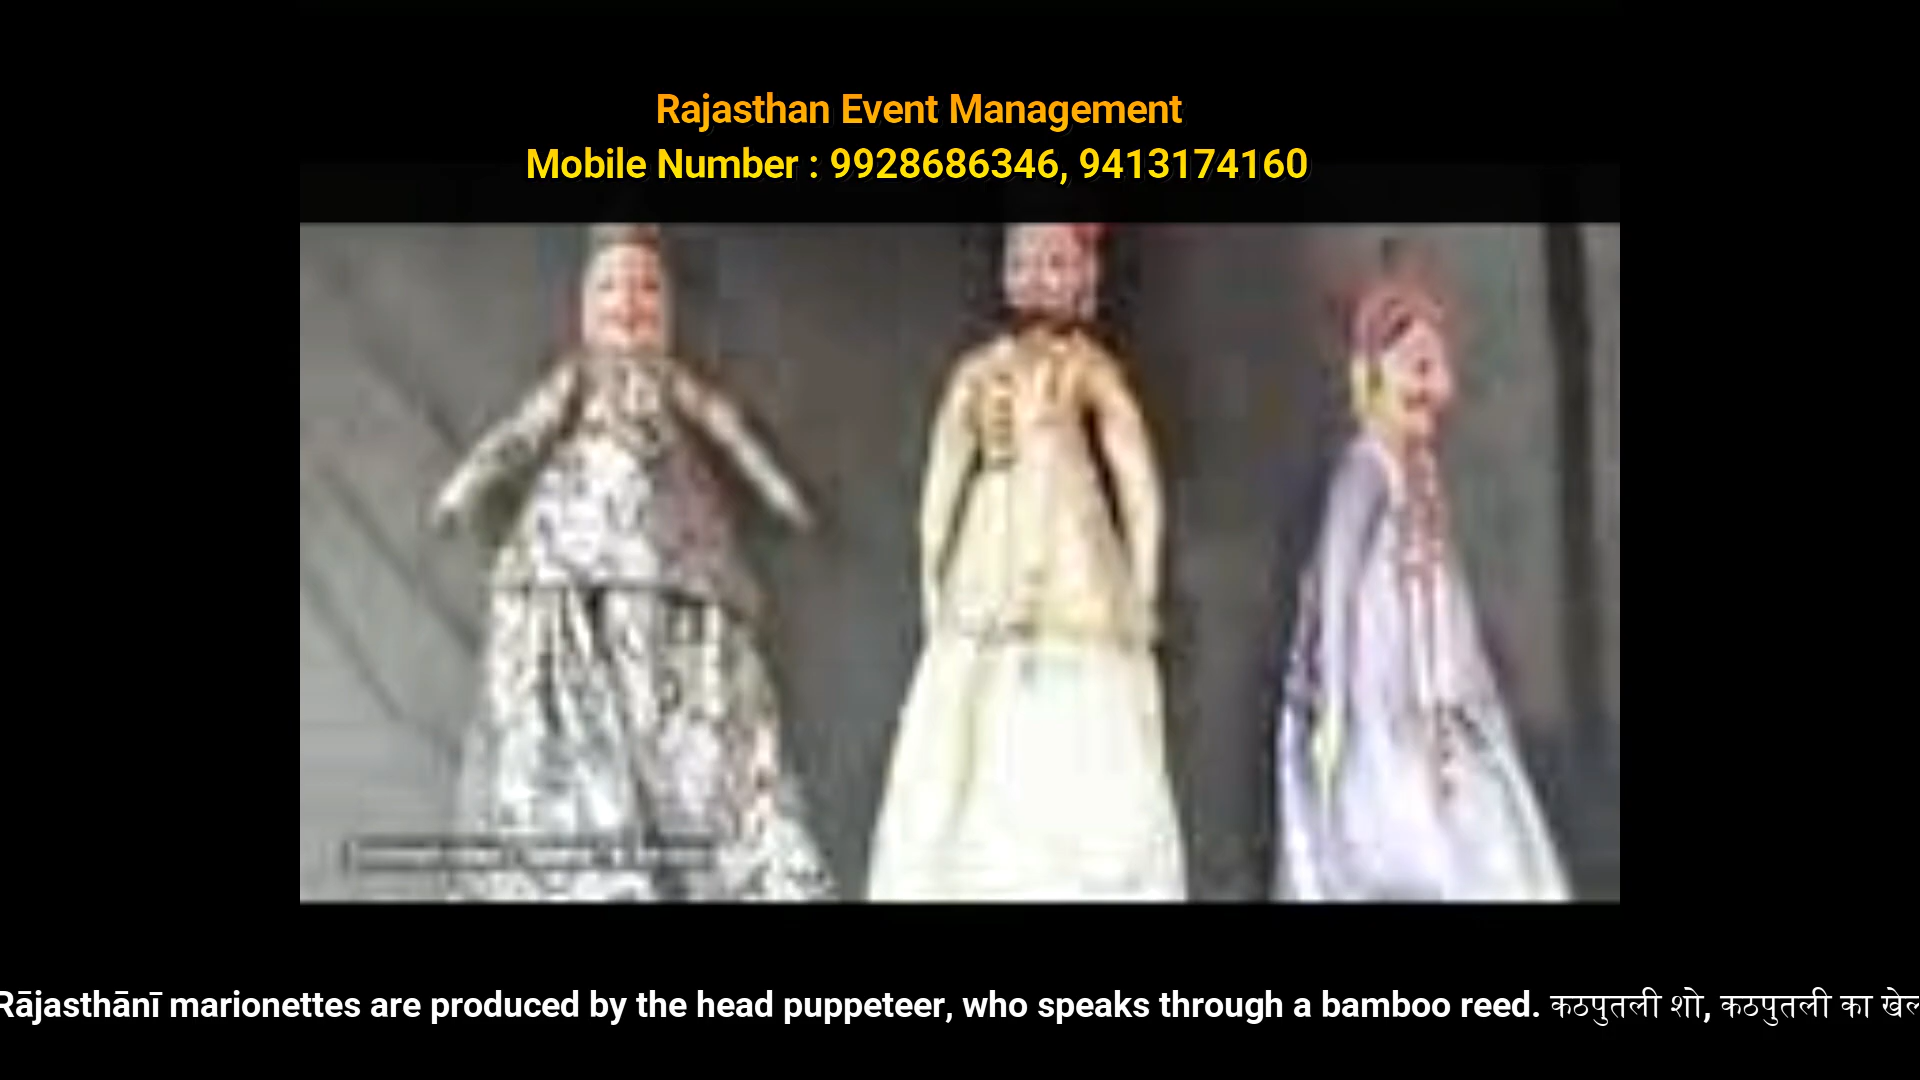 Rajasthan Event Management
Mobile Number : 9928686346, 9413174160
Rājasthānī marionettes are produced by the head puppeteer, who speaks through a bamboo reed. कठपुतली शो, कठपुतली का खेल